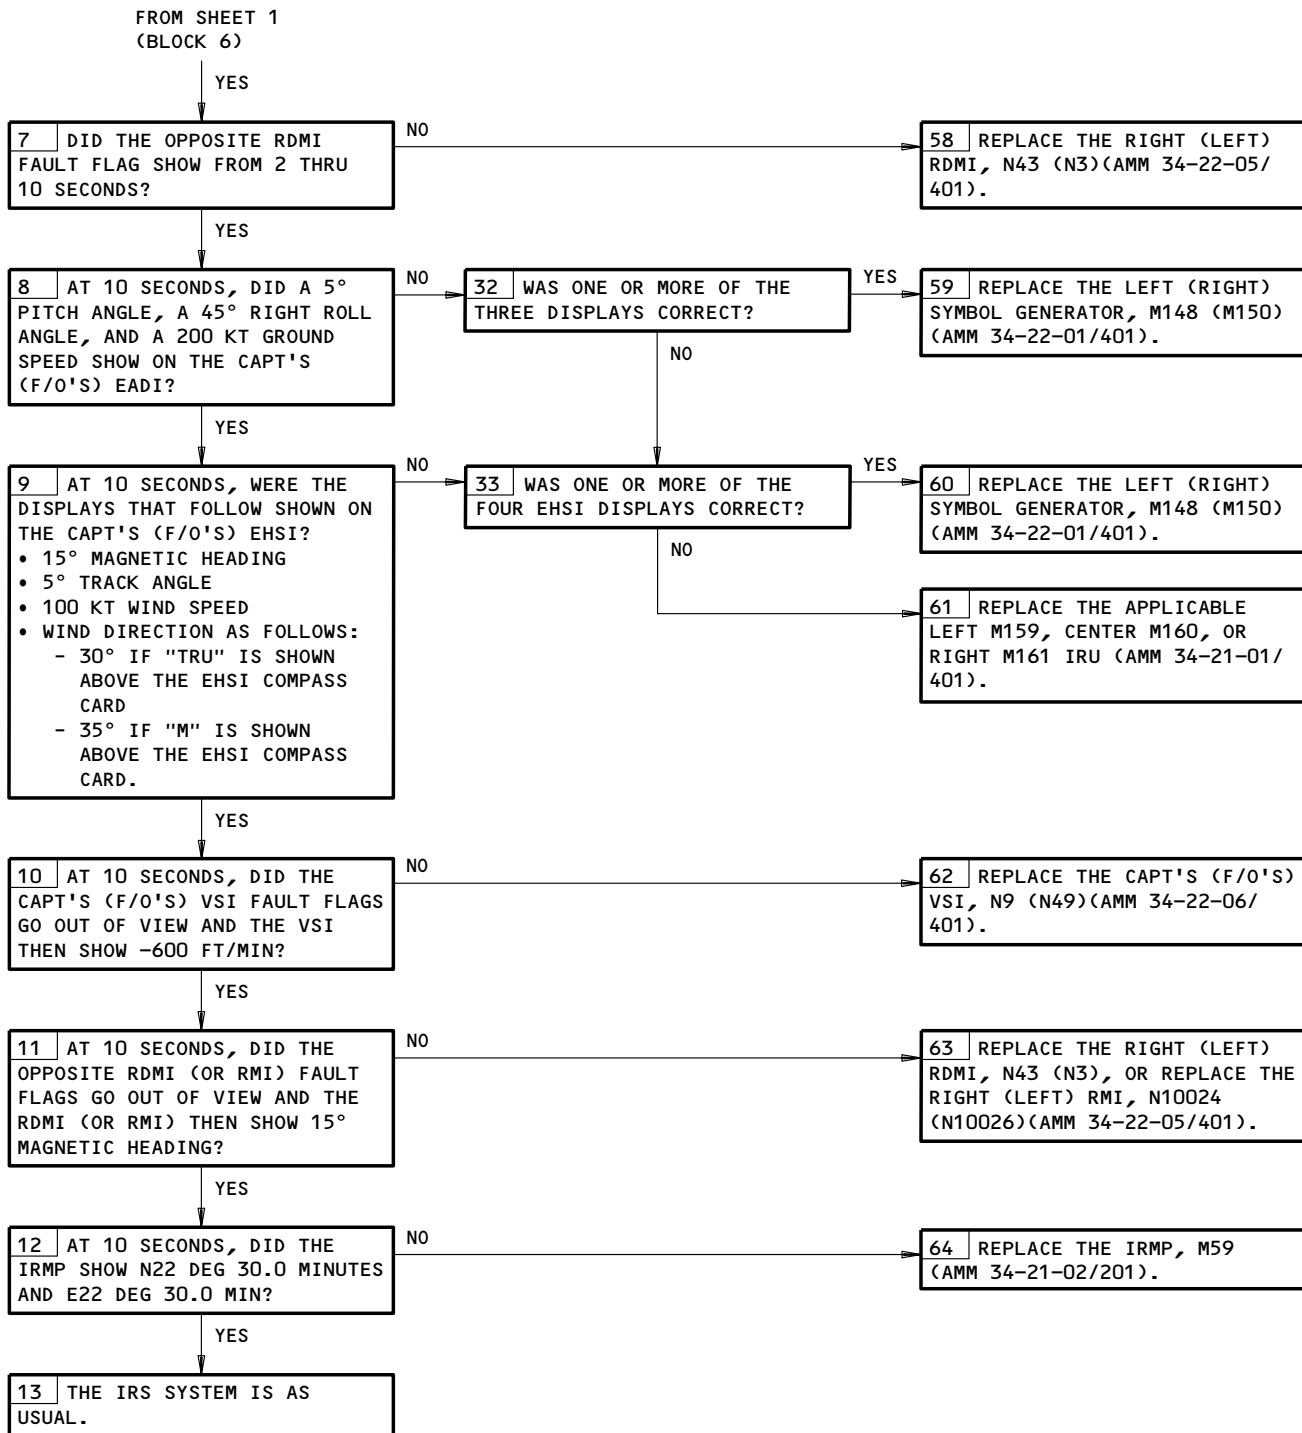 FROM SHEET 1
(BLOCK 6)
YES
7 DID THE OPPOSITE RDMI
FAULT FLAG SHOW FROM 2 THRU
10 SECONDS?
NO
58 REPLACE THE RIGHT (LEFT)
RDMI, N43 (N3)(AMM 34-22-05/
401).
YES
8 AT 10 SECONDS, DID A 5°
PITCH ANGLE, A 45° RIGHT ROLL
ANGLE, AND A 200 KT GROUND
SPEED SHOW ON THE CAPT'S
(F/O'S) EADI?
NO
32 WAS ONE OR MORE OF THE
THREE DISPLAYS CORRECT?
YES
59 REPLACE THE LEFT (RIGHT)
SYMBOL GENERATOR, M148 (M150)
(AMM 34-22-01/401).
NO
YES
9 AT 10 SECONDS, WERE THE
DISPLAYS THAT FOLLOW SHOWN ON
THE CAPT'S (F/O'S) EHSI?
• 15° MAGNETIC HEADING
• 5° TRACK ANGLE
• 100 KT WIND SPEED
• WIND DIRECTION AS FOLLOWS:
- 30° IF "TRU" IS SHOWN
ABOVE THE EHSI COMPASS
CARD
- 35° IF "M" IS SHOWN
ABOVE THE EHSI COMPASS
CARD.
NO
33 WAS ONE OR MORE OF THE
FOUR EHSI DISPLAYS CORRECT?
YES
60 REPLACE THE LEFT (RIGHT)
SYMBOL GENERATOR, M148 (M150)
(AMM 34-22-01/401).
NO
61 REPLACE THE APPLICABLE
LEFT M159, CENTER M160, OR
RIGHT M161 IRU (AMM 34-21-01/
401).
YES
10 AT 10 SECONDS, DID THE
CAPT'S (F/O'S) VSI FAULT FLAGS
GO OUT OF VIEW AND THE VSI
THEN SHOW -600 FT/MIN?
NO
62 REPLACE THE CAPT'S (F/O'S)
VSI, N9 (N49)(AMM 34-22-06/
401).
YES
11 AT 10 SECONDS, DID THE
OPPOSITE RDMI (OR RMI) FAULT
FLAGS GO OUT OF VIEW AND THE
RDMI (OR RMI) THEN SHOW 15°
MAGNETIC HEADING?
NO
63 REPLACE THE RIGHT (LEFT)
RDMI, N43 (N3), OR REPLACE THE
RIGHT (LEFT) RMI, N10024
(N10026)(AMM 34-22-05/401).
YES
12 AT 10 SECONDS, DID THE
IRMP SHOW N22 DEG 30.0 MINUTES
AND E22 DEG 30.0 MIN?
NO
64 REPLACE THE IRMP, M59
(AMM 34-21-02/201).
YES
13 THE IRS SYSTEM IS AS
USUAL.